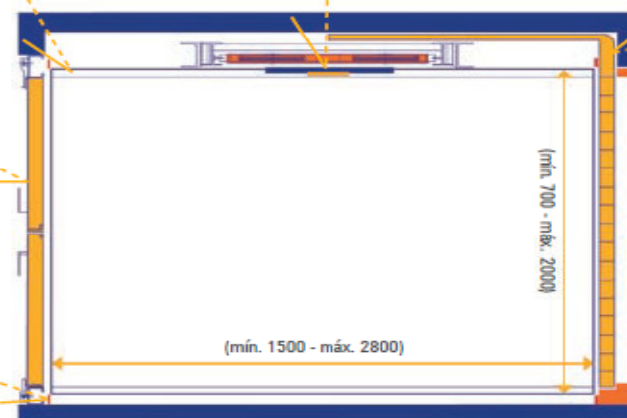 (mín. 700 - máx. 2000)
(mín. 1500 - máx. 2800)